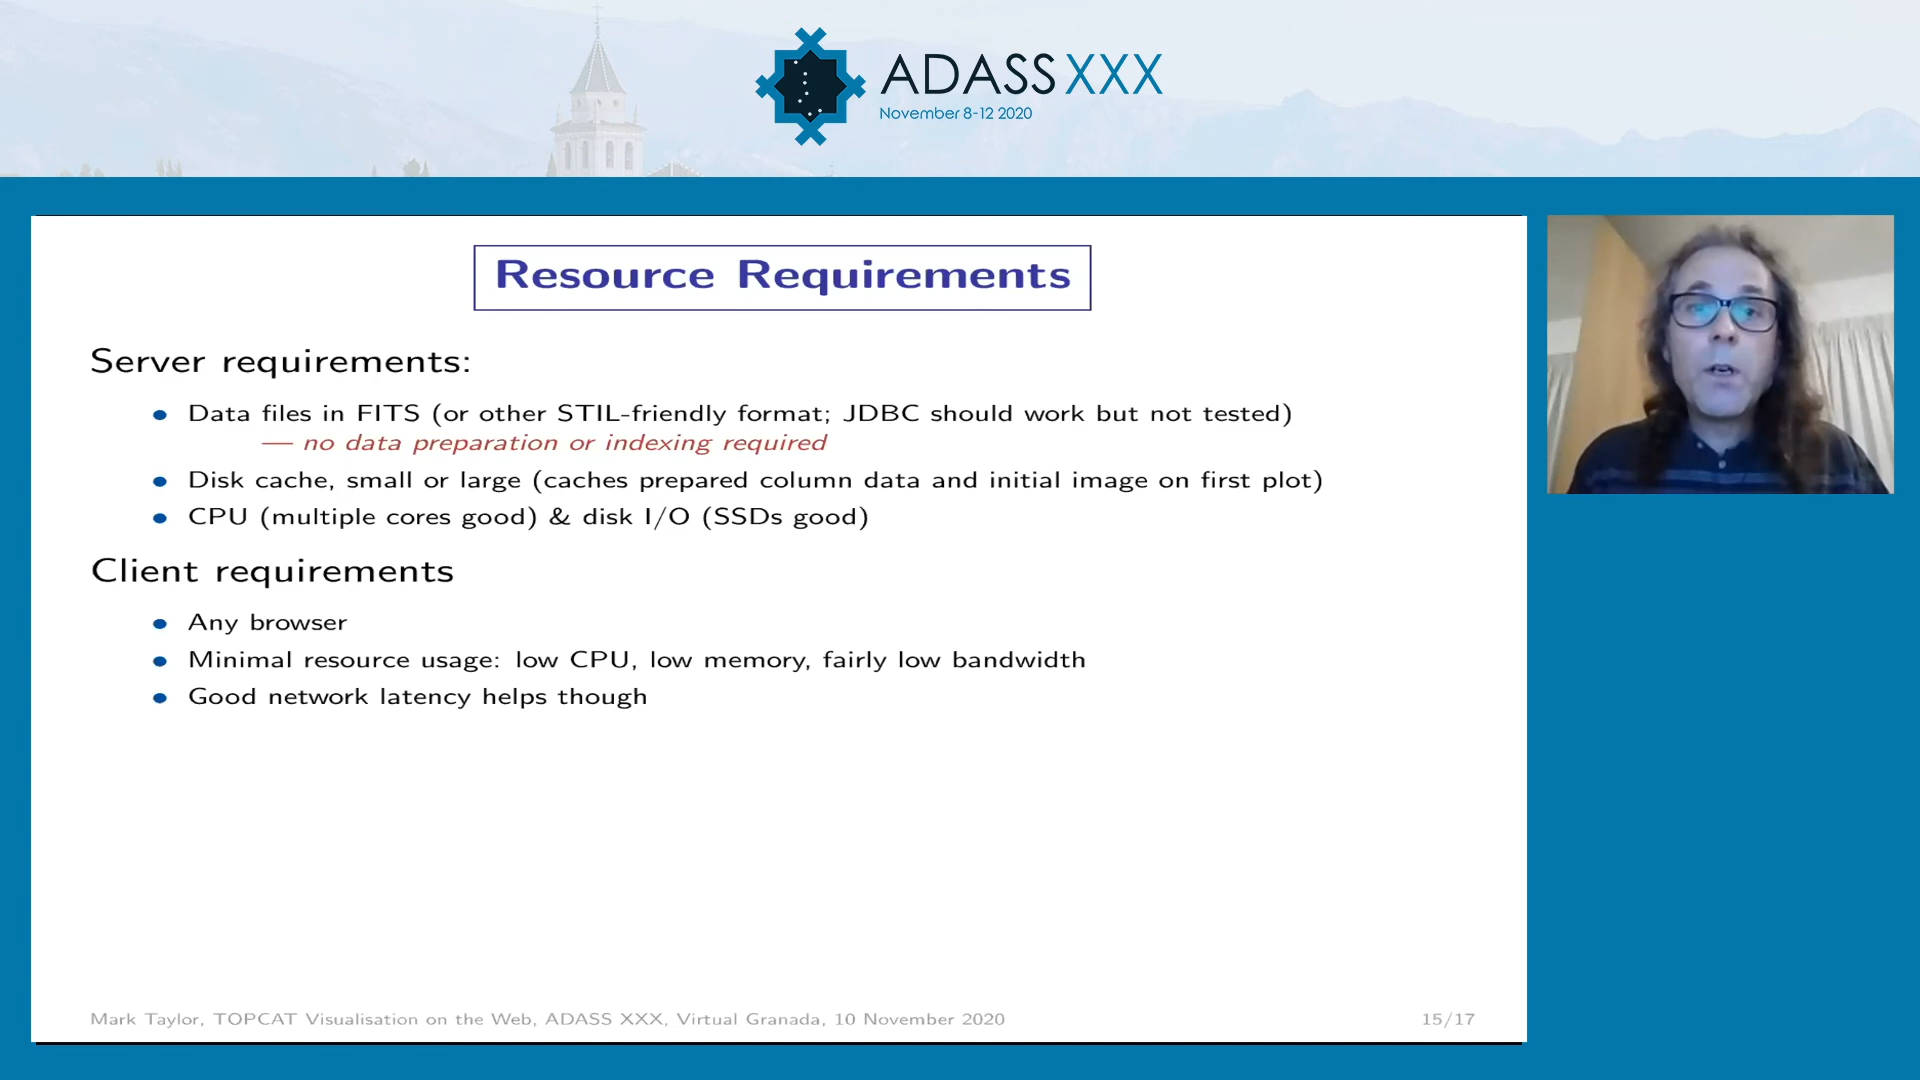 ADASS XXX
November 8-12 2020
Resource Requirements
Server requirements:
● Data files in FITS (or other STIL-friendly format; JDBC should work but not tested)
— no data preparation or indexing required
● Disk cache, small or large (caches prepared column data and initial image on first plot)
● CPU (multiple cores good) & disk I/O (SSDs good)
Client requirements
● Any browser
● Minimal resource usage: low CPU, low memory, fairly low bandwidth
● Good network latency helps though
Mark Taylor, TOPCAT Visualisation on the Web, ADASS XXX, Virtual Granada, 10 November 2020
15/17